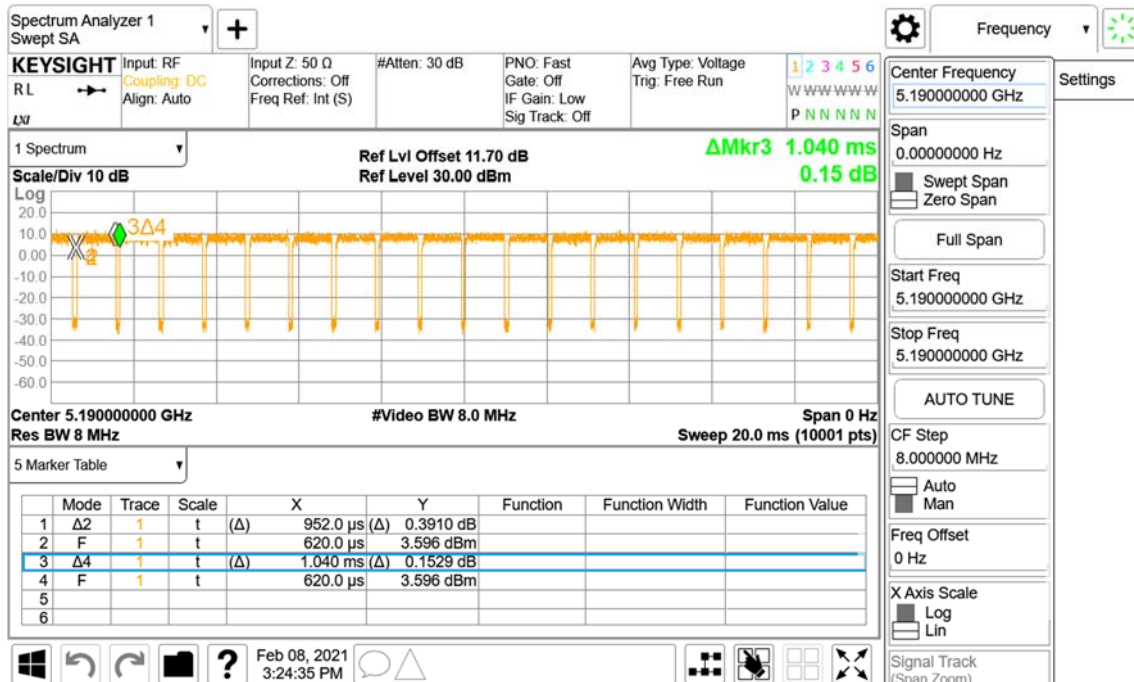 Spectrum Analyzer 1
Swept SA
+
Frequency
KEYSIGHT
RL
LXI
Input: RF
Coupling: DC
Align: Auto
Input Z: 50 Ω
Corrections: Off
Freq Ref: Int (S)
#Atten: 30 dB
PNO: Fast
Gate: Off
IF Gain: Low
Sig Track: Off
Avg Type: Voltage
Trig: Free Run
1 2 3 4 5 6
W W W W W W
P N N N N N
1 Spectrum
Scale/Div 10 dB
Ref Lvl Offset 11.70 dB
Ref Level 30.00 dBm
ΔMkr3 1.040 ms
0.15 dB
Log
20.0
10.0
0.00
-10.0
-20.0
-30.0
-40.0
-50.0
-60.0
3Δ4
Center 5.190000000 GHz
#Video BW 8.0 MHz
Span 0 Hz
Res BW 8 MHz
Sweep 20.0 ms (10001 pts)
5 Marker Table
Mode Trace Scale X Y Function Function Width Function Value
1 Δ2 1 t (Δ) 952.0 µs (Δ) 0.3910 dB
2 F 1 t 620.0 µs 3.596 dBm
3 Δ4 1 t (Δ) 1.040 ms (Δ) 0.1529 dB
4 F 1 t 620.0 µs 3.596 dBm
5
6
?
Feb 08, 2021
3:24:35 PM
Center Frequency
5.190000000 GHz
Settings
Span
0.00000000 Hz
Swept Span
Zero Span
Full Span
Start Freq
5.190000000 GHz
Stop Freq
5.190000000 GHz
AUTO TUNE
CF Step
8.000000 MHz
Auto
Man
Freq Offset
0 Hz
X Axis Scale
Log
Lin
Signal Track
(Span Zoom)